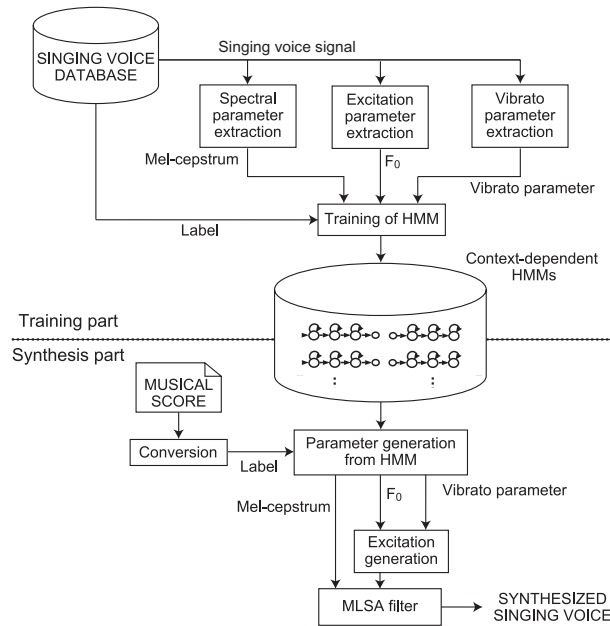 Singing voice signal
SINGING VOICE
DATABASE
Spectral
parameter
extraction
Excitation
parameter
extraction
Vibrato
parameter
extraction
Mel-cepstrum
F0
Vibrato parameter
Label
Training of HMM
Context-dependent
HMMs
Training part
Synthesis part
MUSICAL
SCORE
Conversion
Label
Parameter generation
from HMM
Mel-cepstrum
F0
Vibrato parameter
Excitation
generation
MLSA filter
SYNTHESIZED
SINGING VOICE